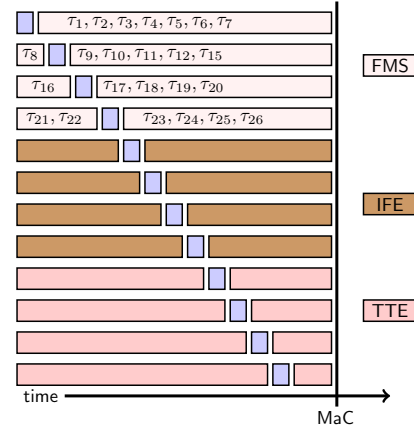 τ1, τ2, τ3, τ4, τ5, τ6, τ7
τ8 τ9, τ10, τ11, τ12, τ15
FMS
τ16 τ17, τ18, τ19, τ20
τ21, τ22 τ23, τ24, τ25, τ26
IFE
TTE
time
MaC